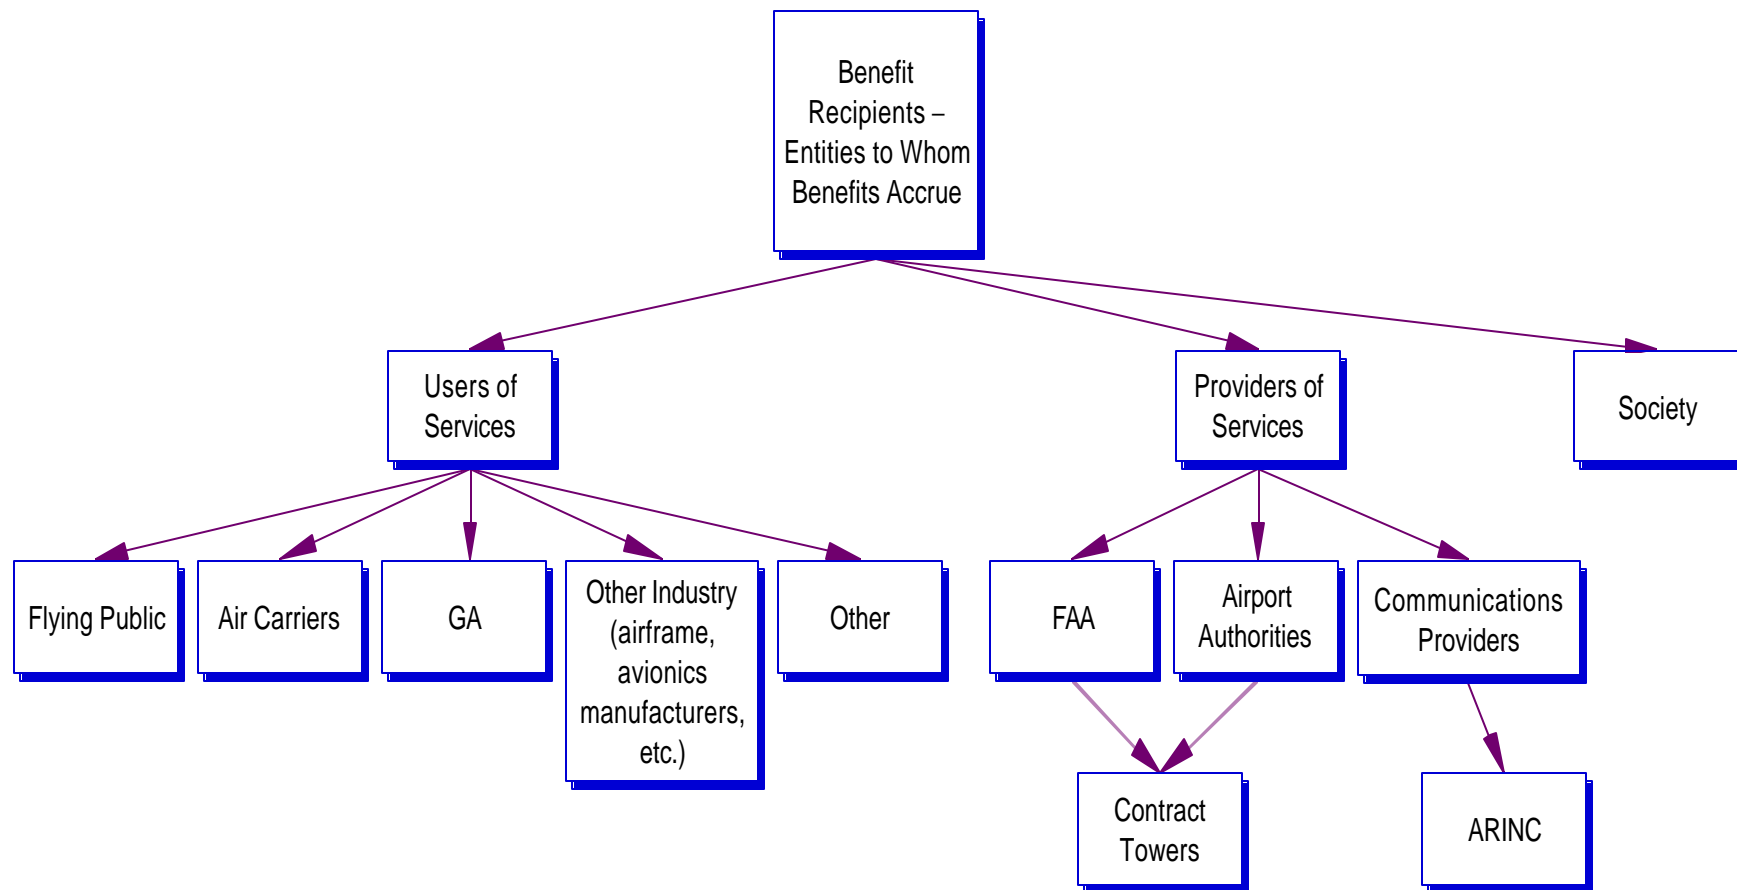 Benefit
Recipients –
Entities to Whom
Benefits Accrue
Users of
Services
Providers of
Services
Society
Flying Public
Air Carriers
GA
Other Industry
(airframe,
avionics
manufacturers,
etc.)
Other
FAA
Airport
Authorities
Communications
Providers
Contract
Towers
ARINC